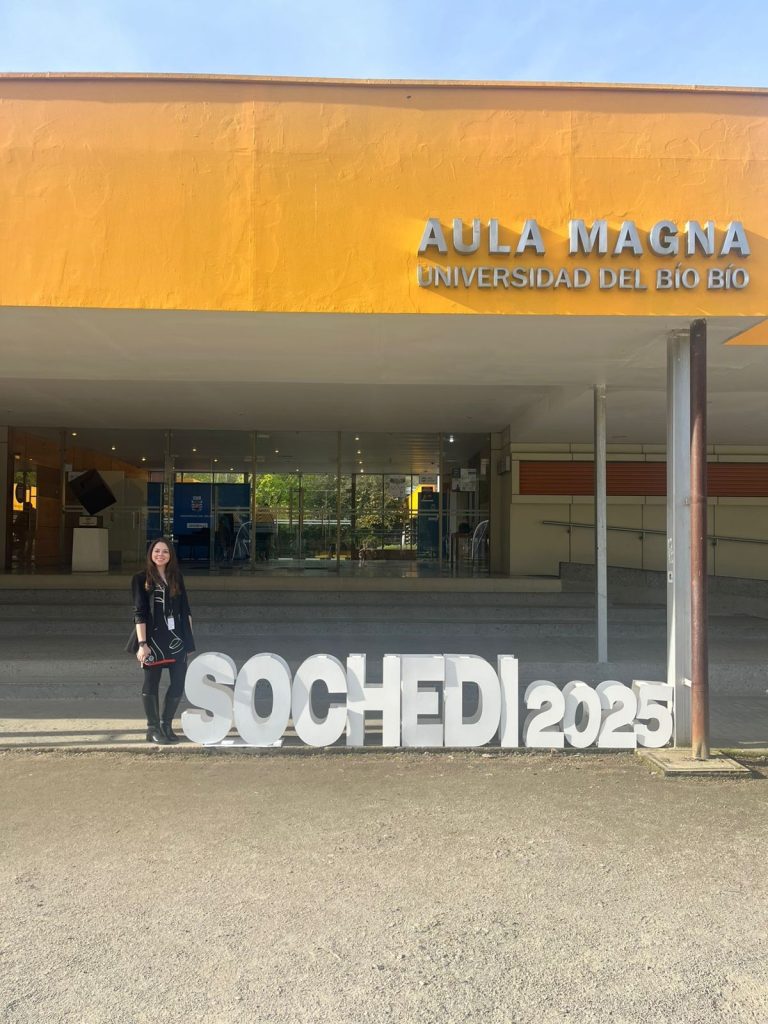 AULA MAGNA
UNIVERSIDAD DEL BÍO BÍO
SOCHEDI 2025